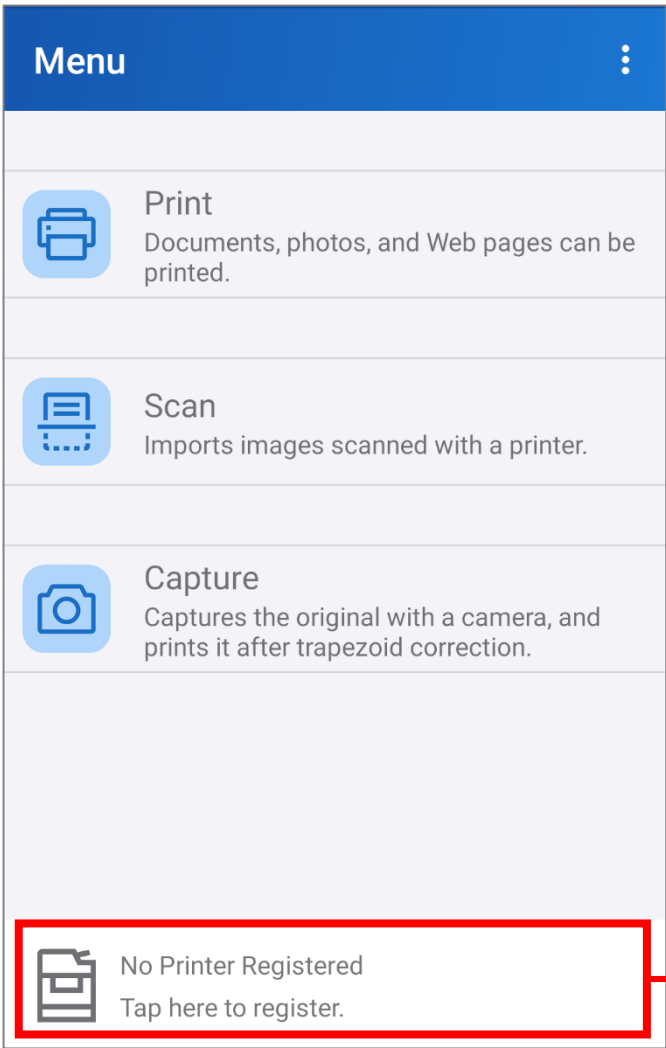 Menu
Print
Documents, photos, and Web pages can be
printed.
Scan
Imports images scanned with a printer.
Capture
Captures the original with a camera, and
prints it after trapezoid correction.
No Printer Registered
Tap here to register.